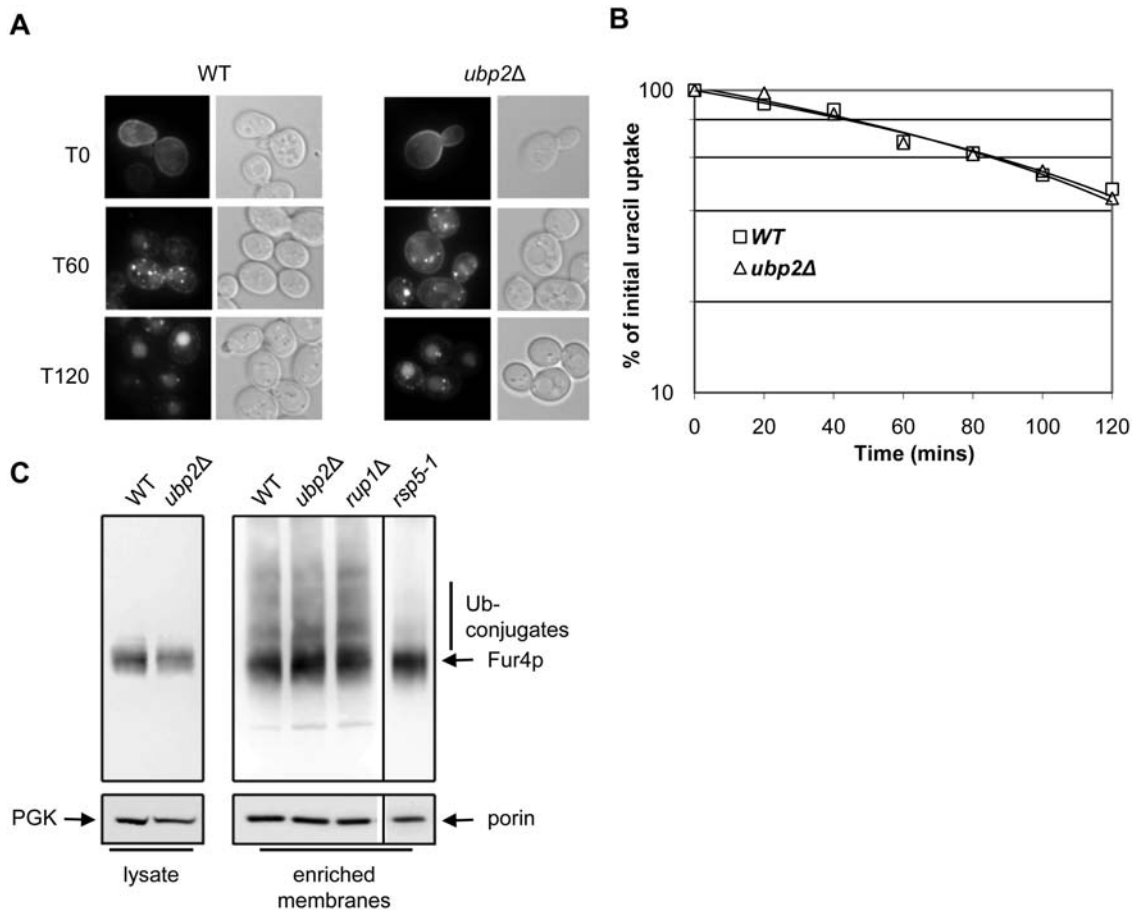 A
WT
ubp2Δ
T0
T60
T120
B
% of initial uracil uptake
100
10
WT
ubp2Δ
0 20 40 60 80 100 120
Time (mins)
C
WT ubp2Δ
WT ubp2Δ rup1Δ rsp5-1
Ub-
conjugates
Fur4p
PGK
porin
lysate
enriched
membranes